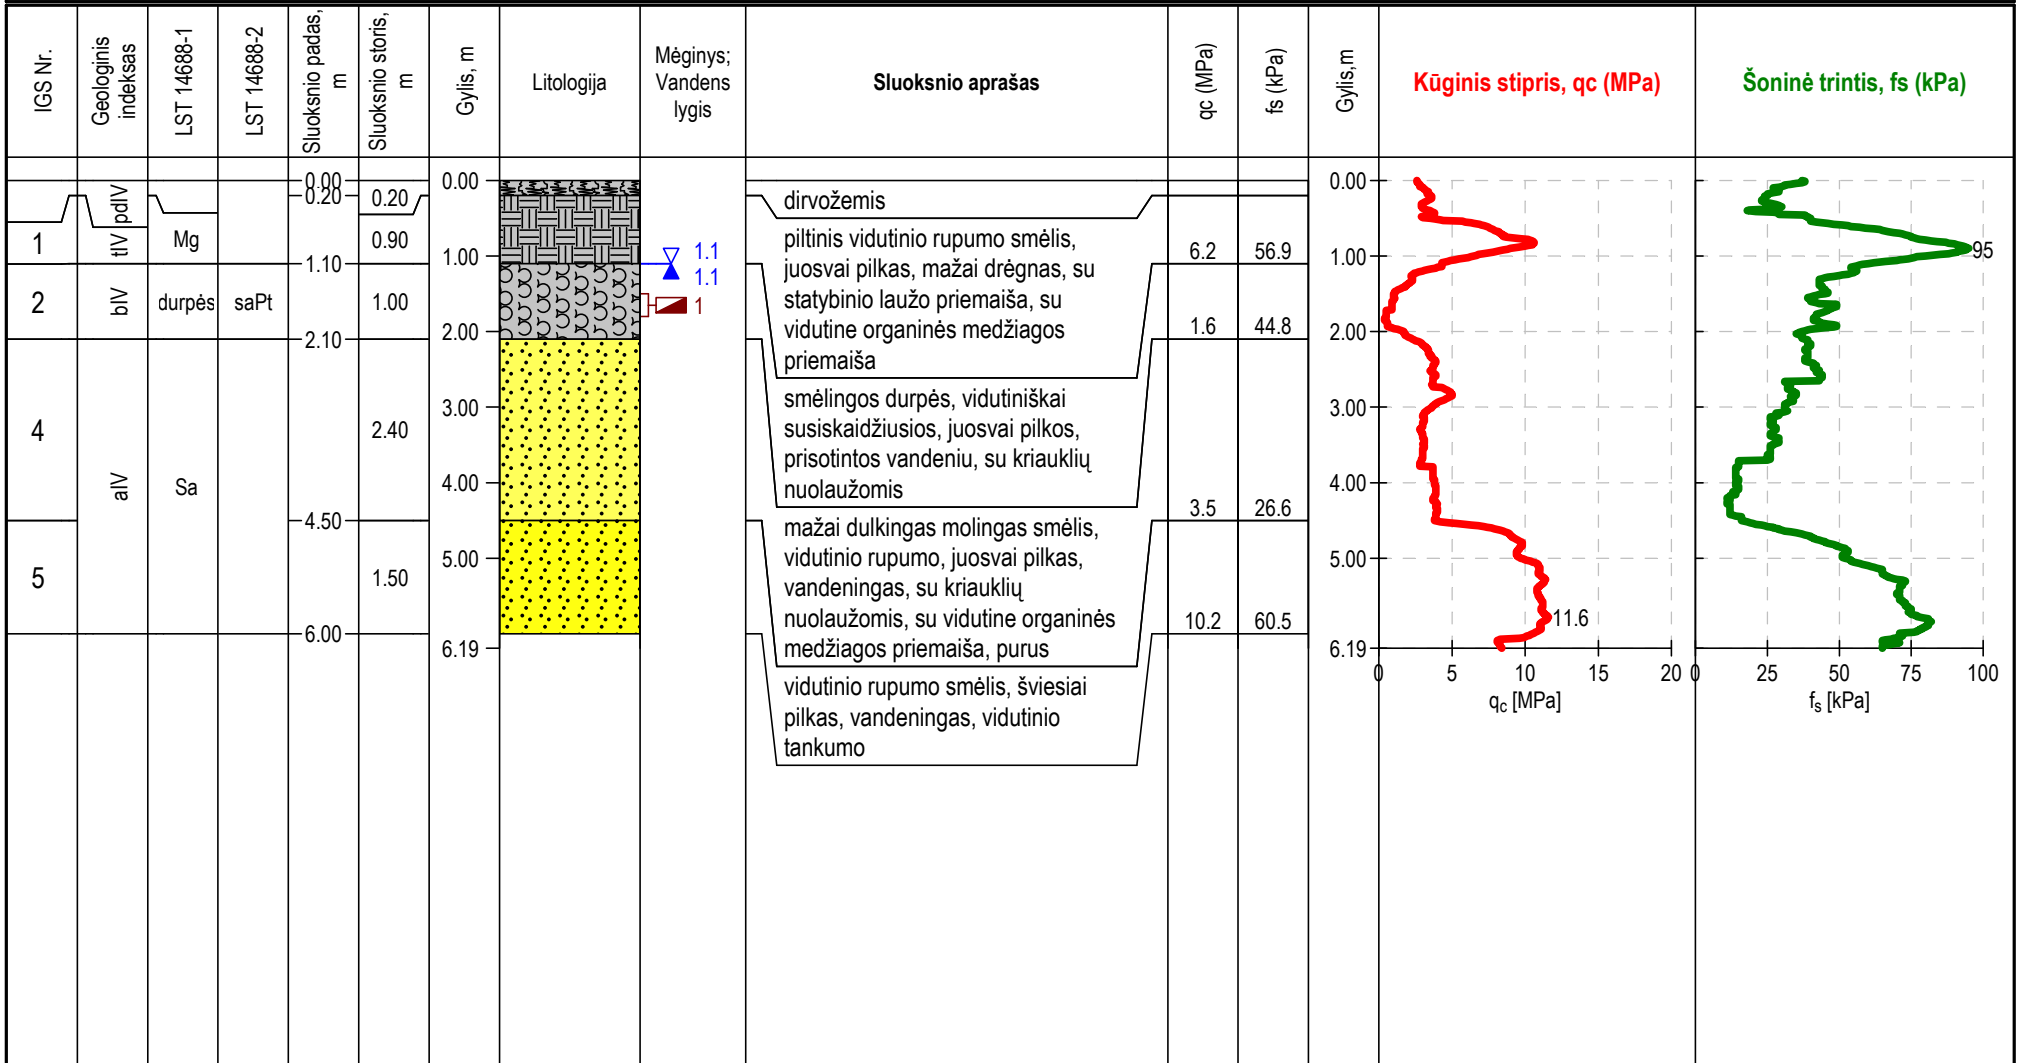 IGS Nr.
Geologinis
indeksas
LST 14688-1
LST 14688-2
Sluoksnio padas,
m
Sluoksnio storis,
m
Gylis, m
Litologija
Mėginys;
Vandens
lygis
Sluoksnio aprašas
qc (MPa)
fs (kPa)
Gylis,m
Kūginis stipris, qc (MPa)
Šoninė trintis, fs (kPa)
pdIV
0.00
0.20
0.20
0.00
dirvožemis
0.00
1
tIV
Mg
1.10
0.90
1.00
1.1
1.1
piltinis vidutinio rupumo smėlis,
juosvai pilkas, mažai drėgnas, su
statybinio laužo priemaiša, su
vidutine organinės medžiagos
priemaiša
6.2
56.9
1.00
95
2
bIV
durpės
saPt
2.10
1.00
2.00
1
smėlingos durpės, vidutiniškai
susiskaidžiusios, juosvai pilkos,
prisotintos vandeniu, su kriauklių
nuolaužomis
1.6
44.8
2.00
4
aIV
Sa
4.50
2.40
3.00
4.00
mažai dulkingas molingas smėlis,
vidutinio rupumo, juosvai pilkas,
vandeningas, su kriauklių
nuolaužomis, su vidutine organinės
medžiagos priemaiša, purus
3.5
26.6
3.00
4.00
5
6.00
1.50
5.00
6.19
vidutinio rupumo smėlis, šviesiai
pilkas, vandeningas, vidutinio
tankumo
10.2
60.5
5.00
6.19
11.6
0
5
10
15
20
qc [MPa]
0
25
50
75
100
fs [kPa]